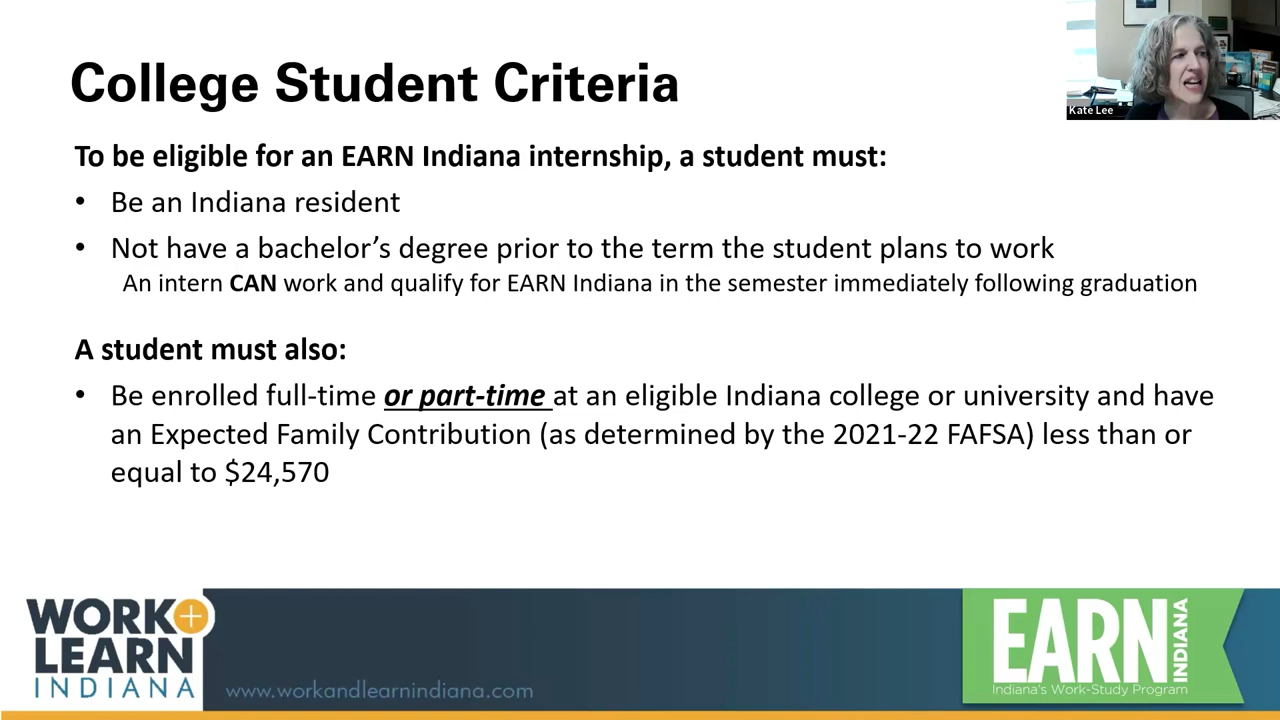 College Student Criteria
Kate Lee
To be eligible for an EARN Indiana internship, a student must:
• Be an Indiana resident
• Not have a bachelor’s degree prior to the term the student plans to work
An intern CAN work and qualify for EARN Indiana in the semester immediately following graduation
A student must also:
• Be enrolled full-time or part-time at an eligible Indiana college or university and have
an Expected Family Contribution (as determined by the 2021-22 FAFSA) less than or
equal to $24,570
WORK+
LEARN
INDIANA
www.workandlearnindiana.com
EARN
INDIANA
Indiana's Work-Study Program